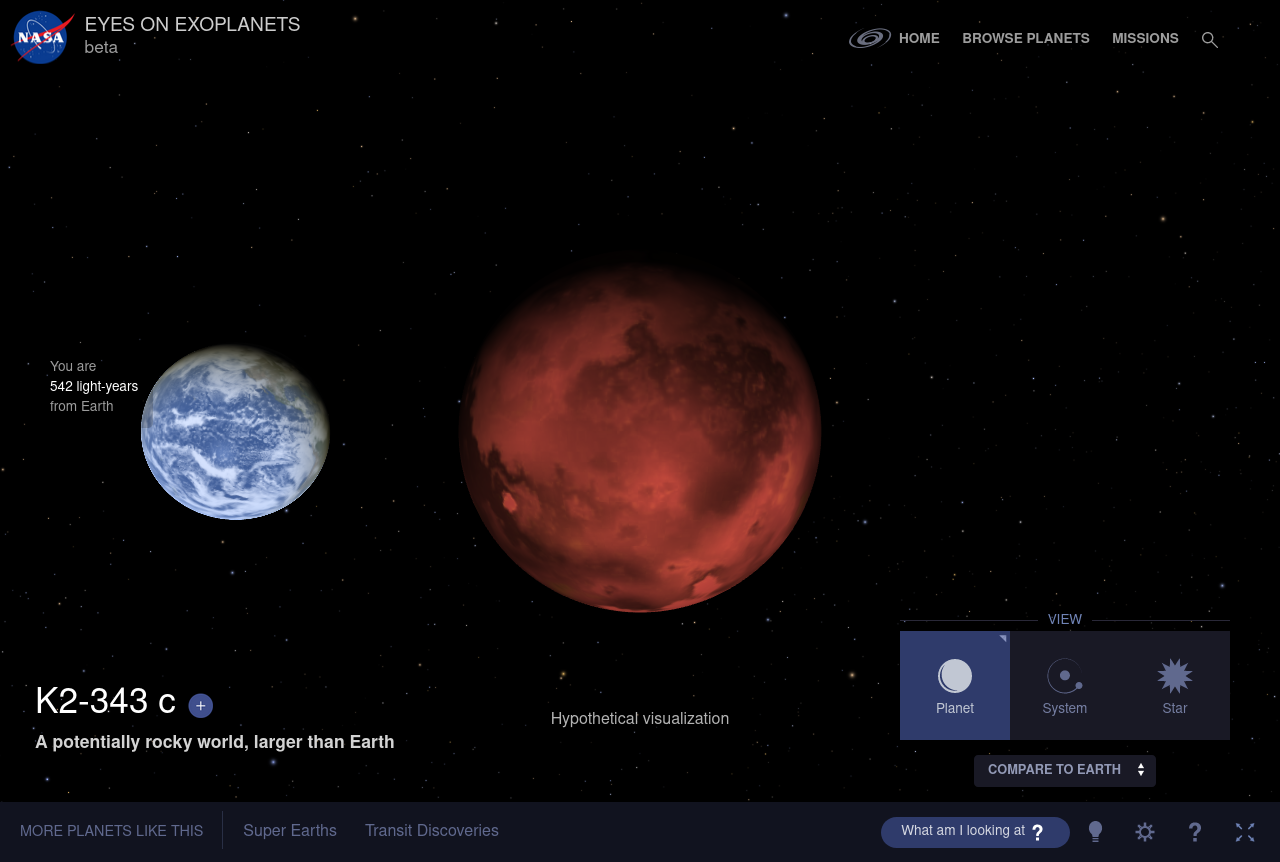 NASA
EYES ON EXOPLANETS
beta
HOME
BROWSE PLANETS
MISSIONS
You are
542 light-years
from Earth
VIEW
Planet
System
Star
COMPARE TO EARTH
K2-343 c +
A potentially rocky world, larger than Earth
Hypothetical visualization
MORE PLANETS LIKE THIS
Super Earths
Transit Discoveries
What am I looking at ?
?